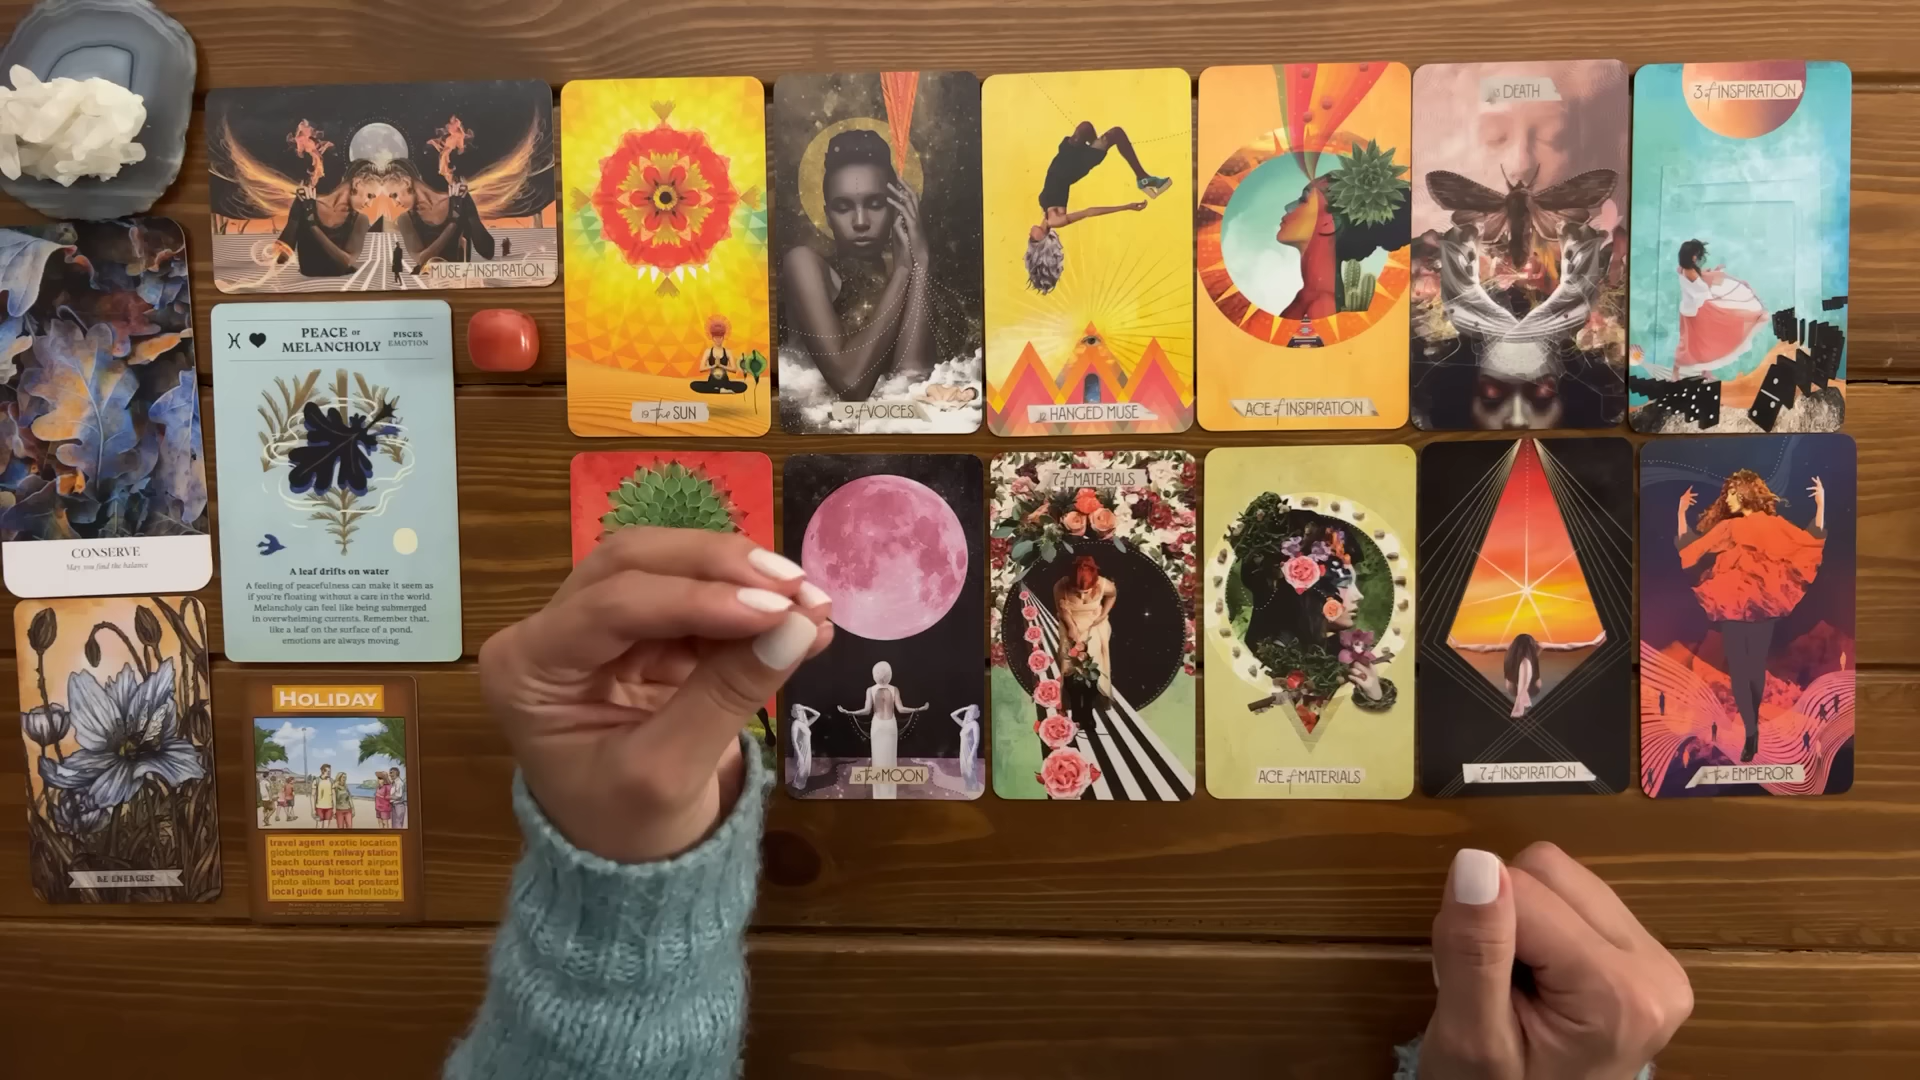 MUSE of INSPIRATION
19 the SUN
9 of VOICES
12 HANGED MUSE
ACE of INSPIRATION
13 DEATH
3 of INSPIRATION
CONSERVE
May you find the balance
PEACE or
MELANCHOLY
PISCES
EMOTION
A leaf drifts on water
A feeling of peacefulness can make it seem as
if you're floating without a care in the world.
Melancholy can feel like being submerged
in overwhelming currents. Remember that,
like a leaf on the surface of a pond,
emotions are always moving.
18 the MOON
7 of MATERIALS
ACE of MATERIALS
7 of INSPIRATION
the EMPEROR
HOLIDAY
travel agent exotic location
globetrotters railway station
beach tourist resort airport
sightseeing historic site tan
photo album boat postcard
local guide sun hotel lobby